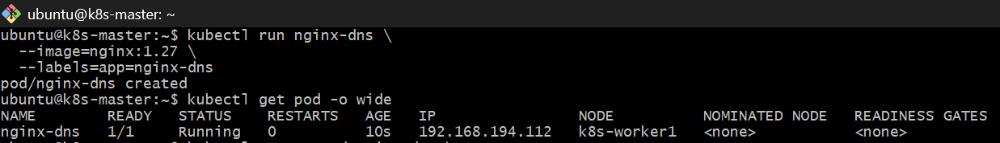 ubuntu@k8s-master: ~
ubuntu@k8s-master:~$ kubectl run nginx-dns \
  --image=nginx:1.27 \
  --labels=app=nginx-dns
pod/nginx-dns created
ubuntu@k8s-master:~$ kubectl get pod -o wide
NAME        READY   STATUS    RESTARTS   AGE   IP                NODE          NOMINATED NODE   READINESS GATES
nginx-dns   1/1     Running   0          10s   192.168.194.112   k8s-worker1   <none>           <none>